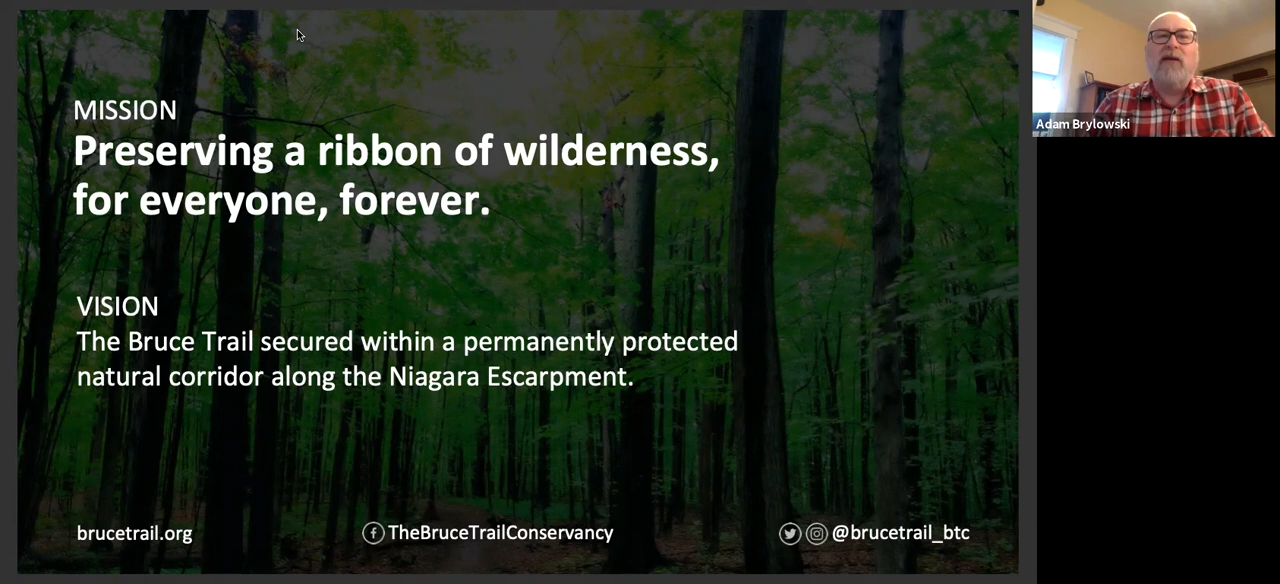 MISSION
Preserving a ribbon of wilderness,
for everyone, forever.
VISION
The Bruce Trail secured within a permanently protected
natural corridor along the Niagara Escarpment.
brucetrail.org
TheBruceTrailConservancy
@brucetrail_btc
Adam Brylowski